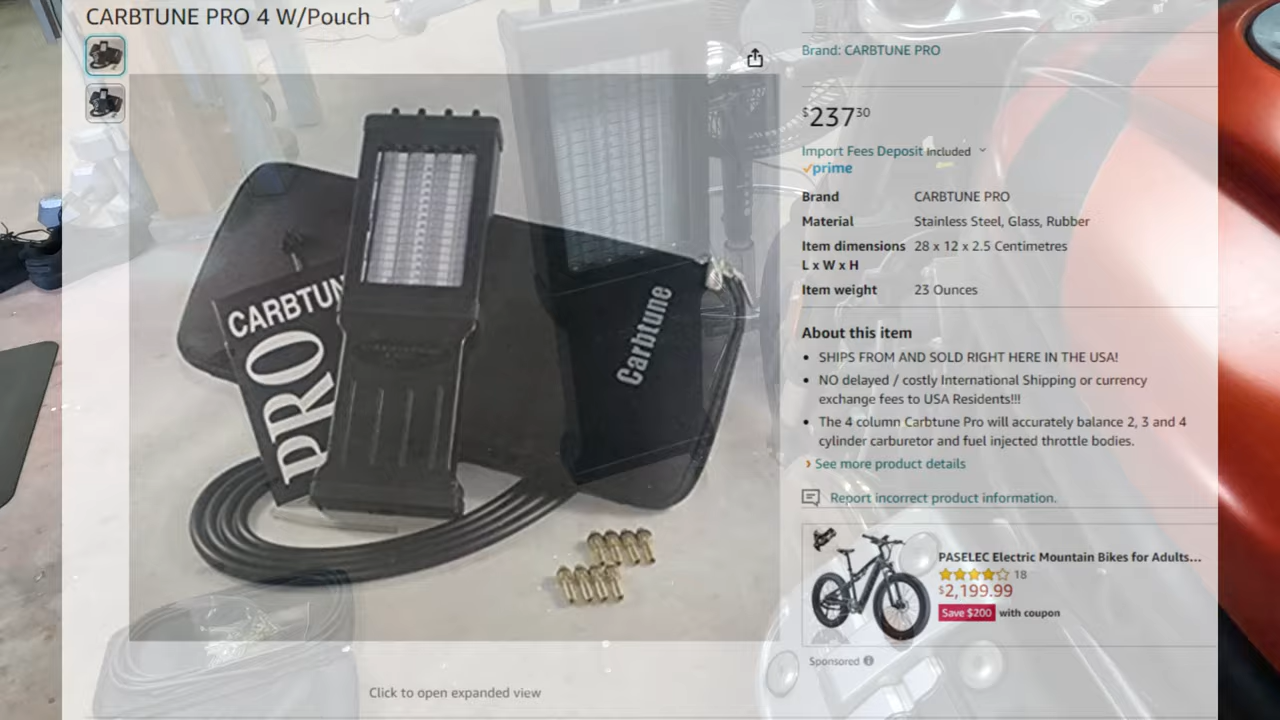 CARBTUNE PRO 4 W/Pouch
Brand: CARBTUNE PRO
$237 30
Import Fees Deposit Included
prime
Brand CARBTUNE PRO
Material Stainless Steel, Glass, Rubber
Item dimensions 28 x 12 x 2.5 Centimetres
L x W x H
Item weight 23 Ounces
About this item
• SHIPS FROM AND SOLD RIGHT HERE IN THE USA!
• NO delayed / costly International Shipping or currency
exchange fees to USA Residents!!!
• The 4 column Carbtune Pro will accurately balance 2, 3 and 4
cylinder carburetor and fuel injected throttle bodies.
› See more product details
Report incorrect product information.
PASELEC Electric Mountain Bikes for Adults...
18
$2,199.99
Save $200 with coupon
Sponsored
CARBTUN
PRO
Carbtune
Click to open expanded view